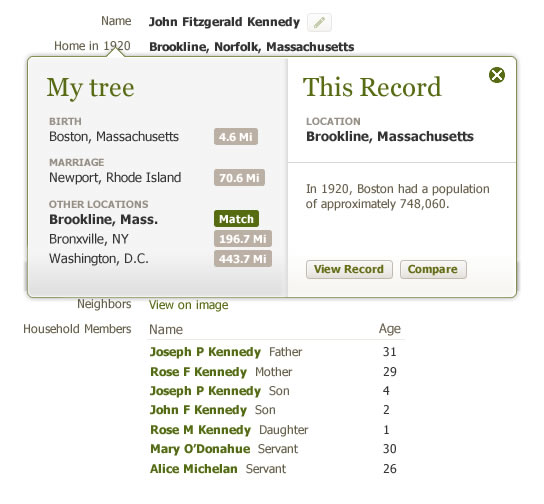 Name John Fitzgerald Kennedy
Home in 1920 Brookline, Norfolk, Massachusetts
My tree
BIRTH
Boston, Massachusetts 4.6 Mi
MARRIAGE
Newport, Rhode Island 70.6 Mi
OTHER LOCATIONS
Brookline, Mass. Match
Bronxville, NY 196.7 Mi
Washington, D.C. 443.7 Mi
This Record
LOCATION
Brookline, Massachusetts
In 1920, Boston had a population
of approximately 748,060.
View Record Compare
Neighbors View on image
Household Members Name Age
Joseph P Kennedy Father 31
Rose F Kennedy Mother 29
Joseph P Kennedy Son 4
John F Kennedy Son 2
Rose M Kennedy Daughter 1
Mary O’Donahue Servant 30
Alice Michelan Servant 26